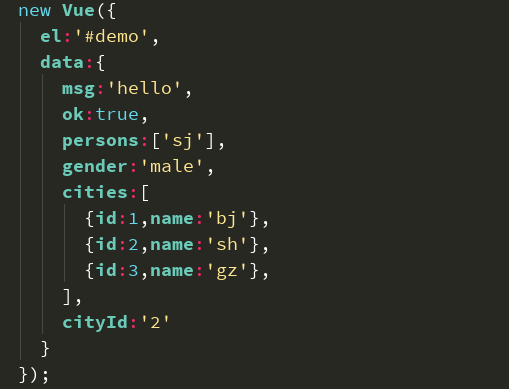 new Vue({
  el:'#demo',
  data:{
    msg:'hello',
    ok:true,
    persons:['sj'],
    gender:'male',
    cities:[
      {id:1,name:'bj'},
      {id:2,name:'sh'},
      {id:3,name:'gz'},
    ],
    cityId:'2'
  }
});